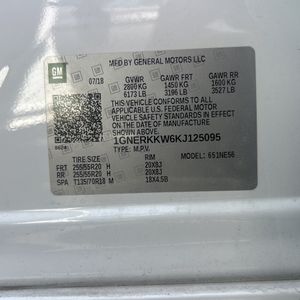 GM
MFD BY GENERAL MOTORS LLC
07/18 GVWR GAWR FRT GAWR RR
2800 KG 1450 KG 1600 KG
6173 LB 3196 LB 3527 LB
THIS VEHICLE CONFORMS TO ALL
APPLICABLE U.S. FEDERAL MOTOR
VEHICLE SAFETY STANDARDS IN EFFECT
ON THE DATE OF MANUFACTURE SHOWN ABOVE.
1GNERKKW6KJ125095
TYPE: M.P.V. MODEL: 651NE56
TIRE SIZE RIM
FRT 255/55R20 H 20X8J
RR 255/55R20 H 20X8J
SPA T135/70R18 M 18X4.5B